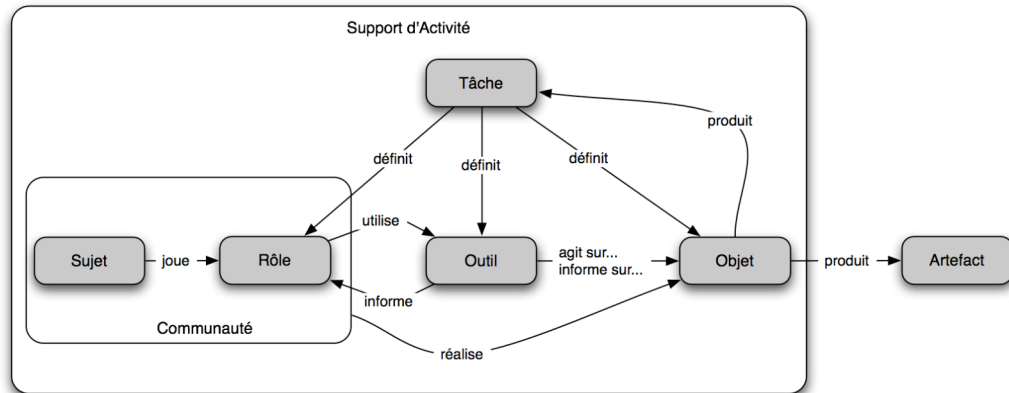 Support d'Activité
Tâche
produit
définit
définit
définit
utilise
Sujet
joue
Rôle
Outil
agit sur...
informe sur...
Objet
produit
Artefact
informe
Communauté
réalise